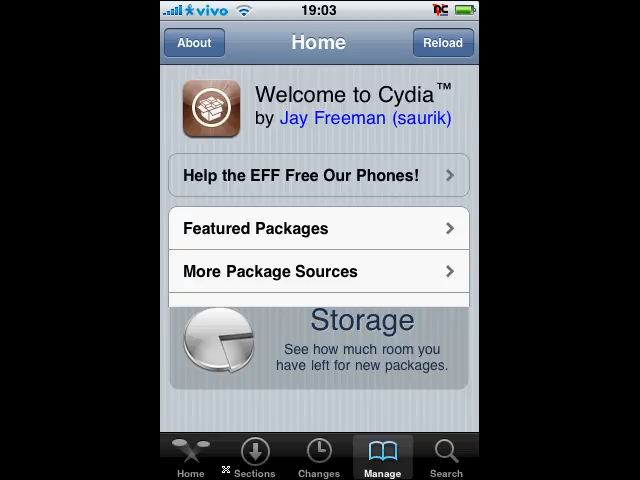 vivo 19:03
About Home Reload
Welcome to Cydia™
by Jay Freeman (saurik)
Help the EFF Free Our Phones!
Featured Packages
More Package Sources
Storage
See how much room you
have left for new packages.
Home Sections Changes Manage Search